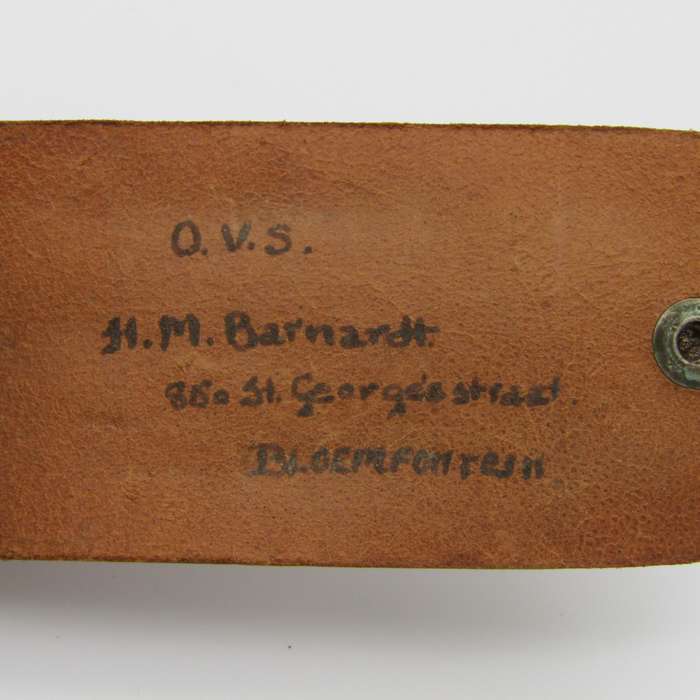 O.V.S.
H.M. Barnardt.
St. George's straat.
BLOEMFONTEIN